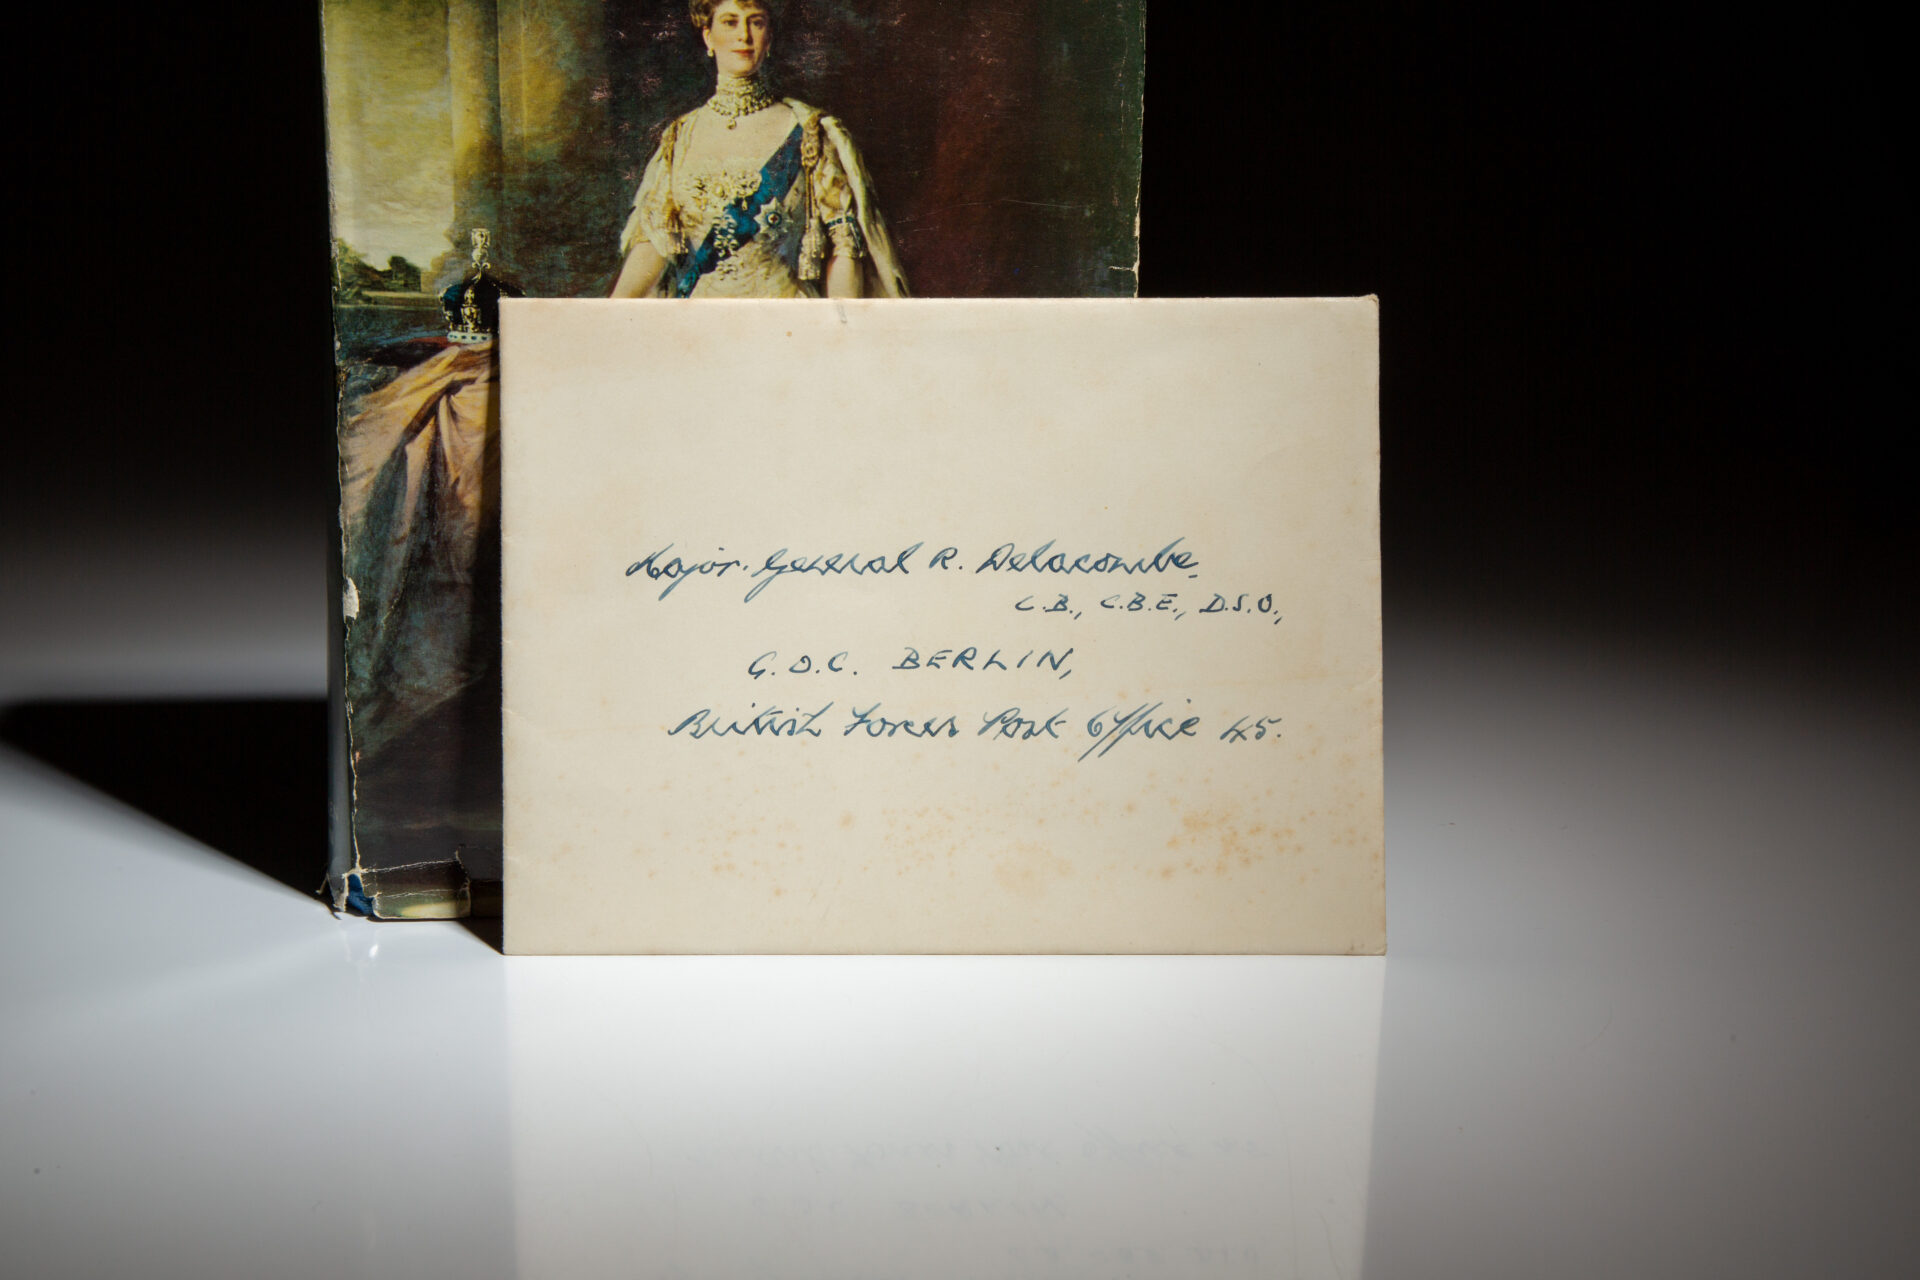 Major. General R. Delacombe.
C.B., C.B.E., D.S.O.,
G.O.C. BERLIN,
British Forces Post Office 45.